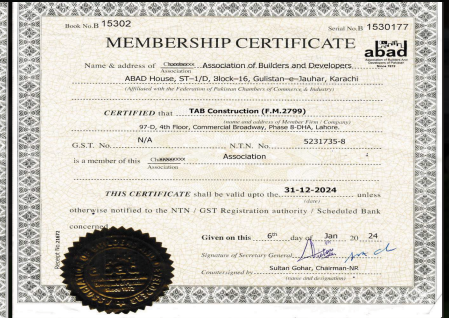 Book No.B 15302
Serial No.B 1530177
MEMBERSHIP CERTIFICATE
abad
Association of Builders And
Developers of Pakistan
Since 1972
Name & address of Association of Builders and Developers
Association
ABAD House, ST-1/D, Block-16, Gulistan-e-Jauhar, Karachi
(Affiliated with the Federation of Pakistan Chambers of Commerce & Industry)
CERTIFIED that TAB Construction (F.M.2799)
(name and address of Member Firm / Company)
97-D, 4th Floor, Commercial Broadway, Phase 8-DHA, Lahore.
G.S.T. No. N/A N.T.N. No. 5231735-8
is a member of this Association
Association
THIS CERTIFICATE shall be valid upto the 31-12-2024 unless
(date)
otherwise notified to the NTN / GST Registration authority / Scheduled Bank
concerned
Given on this 6th day of Jan 20 24
Signature of Secretary General
Countersigned by Sultan Gohar, Chairman-NR
(name and designation)
abad